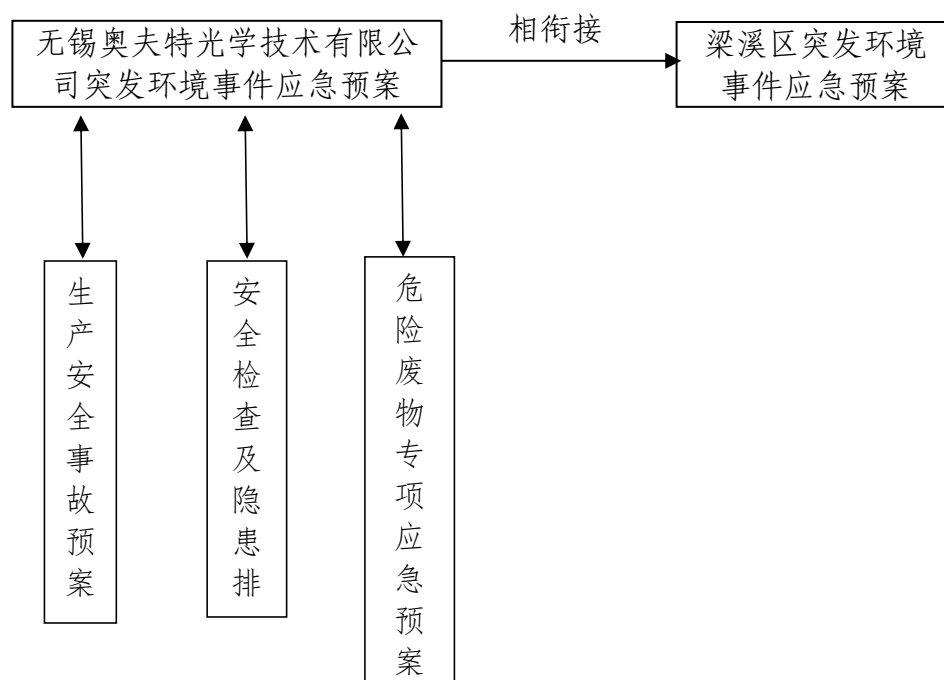 无锡奥夫特光学技术有限公
司突发环境事件应急预案
相衔接
梁溪区突发环境
事件应急预案
生产安全事故预案
安全检查及隐患排
危险废物专项应急预案